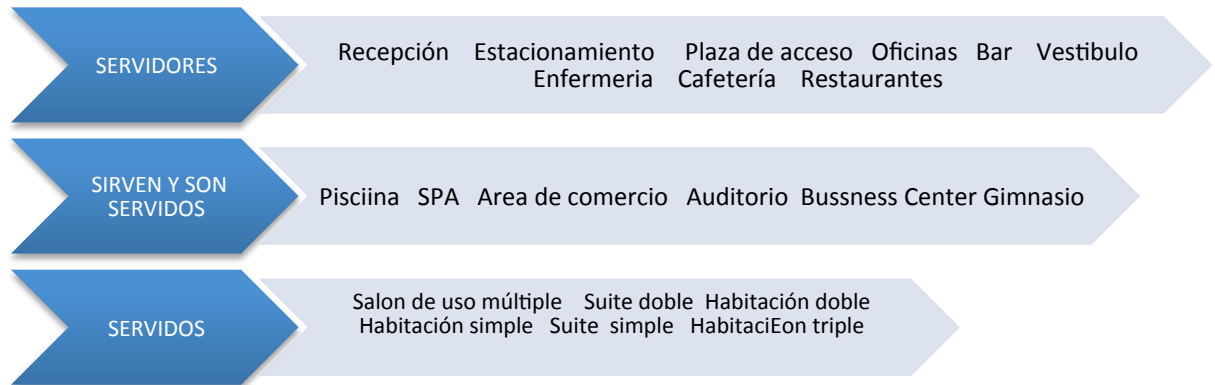 SERVIDORES
Recepción Estacionamiento Plaza de acceso Oficinas Bar Vestibulo
Enfermeria Cafetería Restaurantes
SIRVEN Y SON
SERVIDOS
Pisciina SPA Area de comercio Auditorio Bussness Center Gimnasio
SERVIDOS
Salon de uso múltiple Suite doble Habitación doble
Habitación simple Suite simple HabitaciEon triple